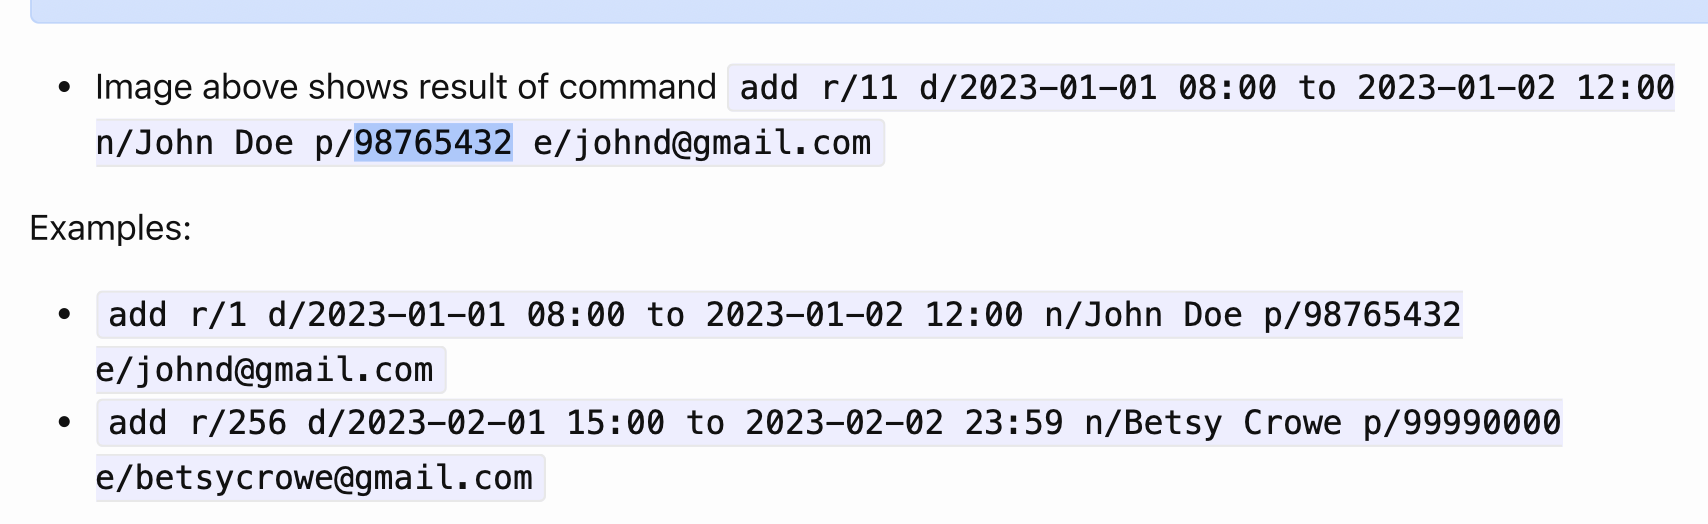 • Image above shows result of command add r/11 d/2023-01-01 08:00 to 2023-01-02 12:00
n/John Doe p/98765432 e/johnd@gmail.com
Examples:
• add r/1 d/2023-01-01 08:00 to 2023-01-02 12:00 n/John Doe p/98765432
e/johnd@gmail.com
• add r/256 d/2023-02-01 15:00 to 2023-02-02 23:59 n/Betsy Crowe p/99990000
e/betsycrowe@gmail.com